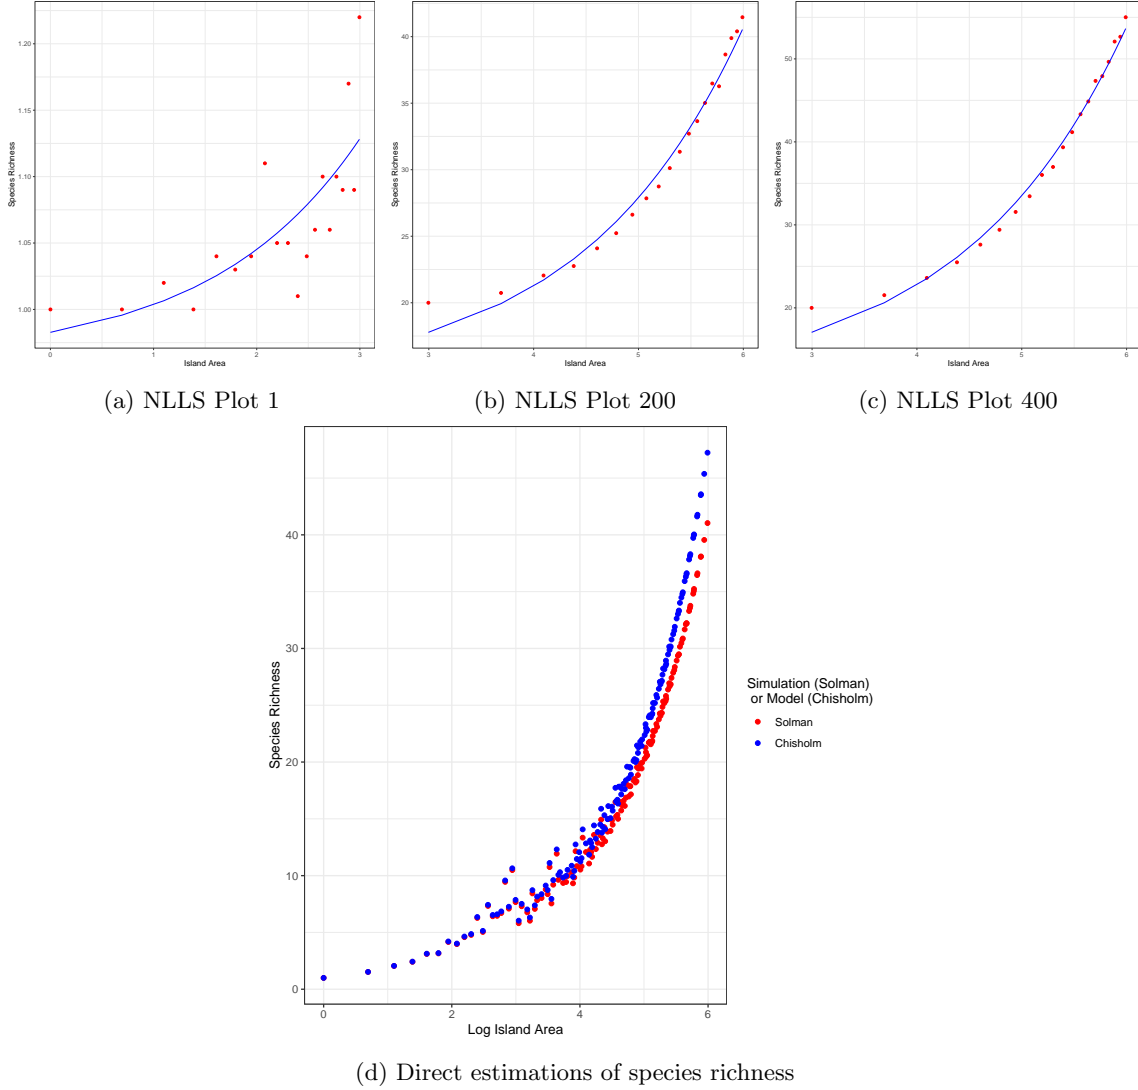 Species Richness
1.20
1.15
1.10
1.05
1.00
0
1
2
3
Island Area
(a) NLLS Plot 1
Species Richness
40
35
30
25
20
3
4
5
6
Island Area
(b) NLLS Plot 200
Species Richness
50
40
30
20
3
4
5
6
Island Area
(c) NLLS Plot 400
Species Richness
40
30
20
10
0
0
2
4
6
Log Island Area
Simulation (Solman)
or Model (Chisholm)
Solman
Chisholm
(d) Direct estimations of species richness